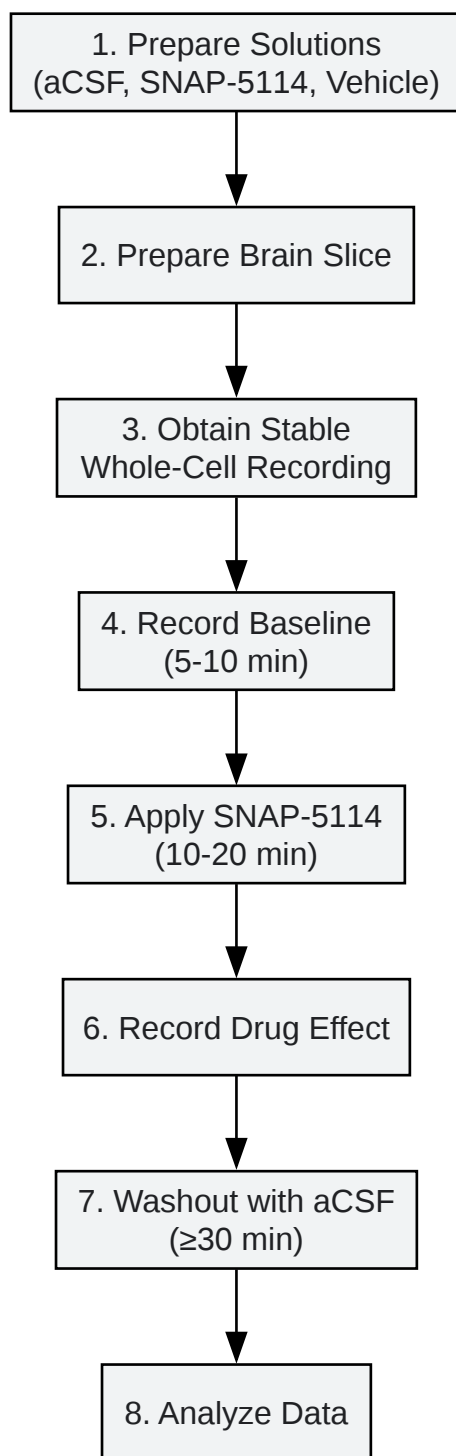 1. Prepare Solutions
(aCSF, SNAP-5114, Vehicle)
2. Prepare Brain Slice
3. Obtain Stable
Whole-Cell Recording
4. Record Baseline
(5-10 min)
5. Apply SNAP-5114
(10-20 min)
6. Record Drug Effect
7. Washout with aCSF
(≥30 min)
8. Analyze Data